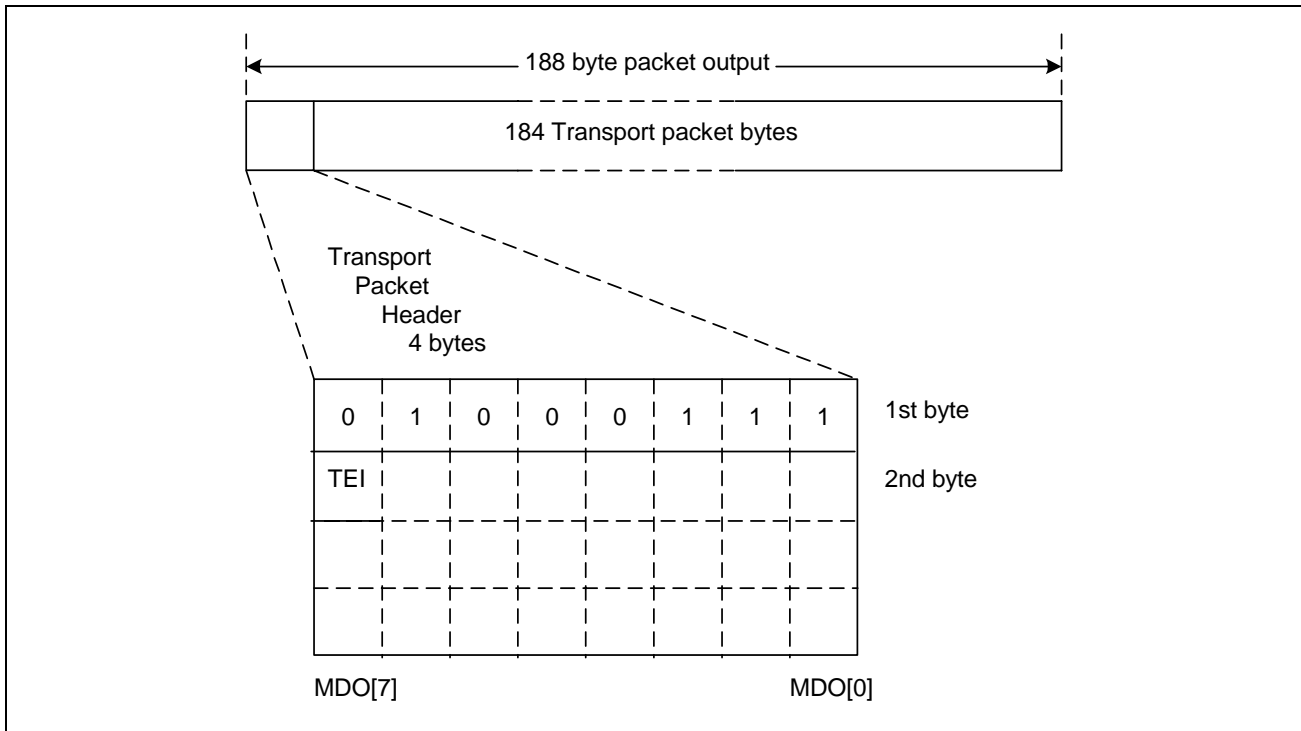 188 byte packet output
184 Transport packet bytes
Transport
Packet
Header
4 bytes
0 1 0 0 0 1 1 1 1st byte
TEI 2nd byte
MDO[7] MDO[0]